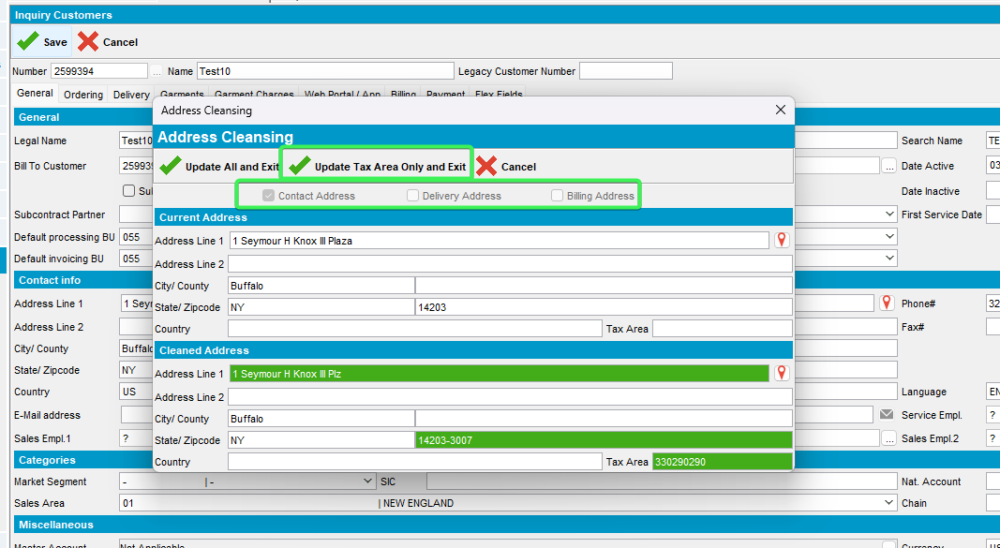 Inquiry Customers
Save Cancel
Number 2599394 ... Name Test10 Legacy Customer Number
General Ordering Delivery Garments Garment Charges Web Portal / App Billing Payment Flex Fields
General
Legal Name Test10 Search Name TE
Bill To Customer 25993 ... Date Active 03
Date Inactive
Subcontract Partner First Service Date
Default processing BU 055
Default invoicing BU 055
Contact info
Address Line 1 1 Sey Phone# 32
Address Line 2 Fax#
City/ County Buffalo
State/ Zipcode NY
Country US Language EN
E-Mail address Service Empl. ?
Sales Empl.1 ? ... Sales Empl.2 ?
Categories
Market Segment - | - SIC Nat. Account
Sales Area 01 | NEW ENGLAND Chain
Miscellaneous
Master Account Not Applicable Currency US
Address Cleansing
Address Cleansing
Update All and Exit Update Tax Area Only and Exit Cancel
Contact Address Delivery Address Billing Address
Current Address
Address Line 1 1 Seymour H Knox III Plaza
Address Line 2
City/ County Buffalo
State/ Zipcode NY 14203
Country Tax Area
Cleaned Address
Address Line 1 1 Seymour H Knox III Plz
Address Line 2
City/ County Buffalo
State/ Zipcode NY 14203-3007
Country Tax Area 330290290